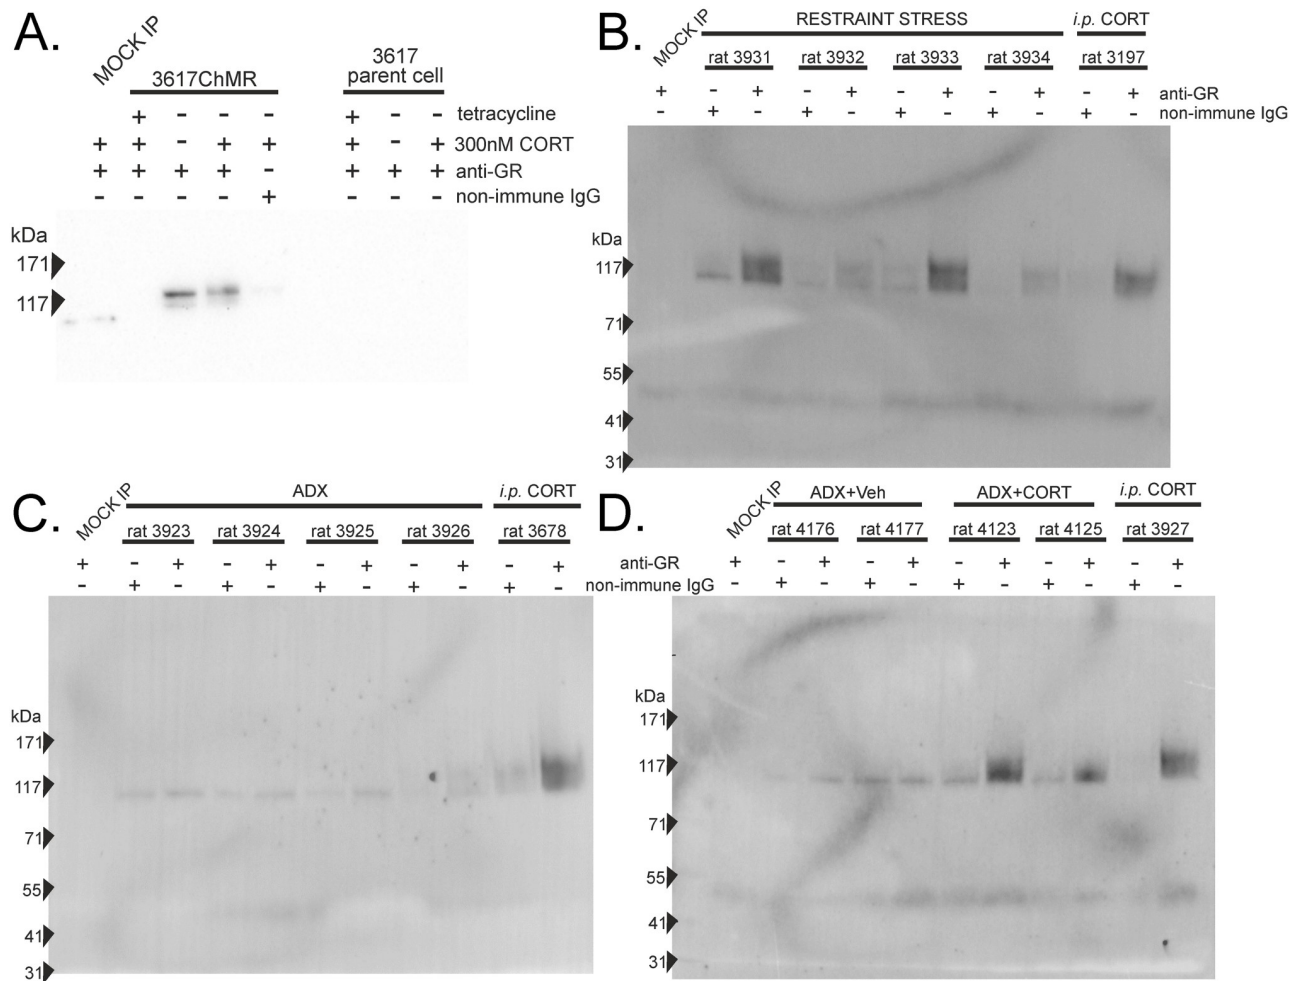 A.
MOCK IP
3617ChMR
3617
parent cell
+ - - - + - - tetracycline
+ + - + + + - + 300nM CORT
+ + + + - + + + anti-GR
- - - - + - - - non-immune IgG
kDa
171
117
B.
MOCK IP
RESTRAINT STRESS
i.p. CORT
rat 3931 rat 3932 rat 3933 rat 3934 rat 3197
+ - + - + - + - + - + anti-GR
- + - + - + - + - + - non-immune IgG
kDa
117
71
55
41
31
C.
MOCK IP
ADX
i.p. CORT
rat 3923 rat 3924 rat 3925 rat 3926 rat 3678
+ - + - + - + - + - + anti-GR
- + - + - + - + - + - non-immune IgG
kDa
171
117
71
55
41
31
D.
MOCK IP
ADX+Veh
ADX+CORT
i.p. CORT
rat 4176 rat 4177 rat 4123 rat 4125 rat 3927
+ - + - + - + - + - +
- + - + - + - + - + -
kDa
171
117
71
55
41
31